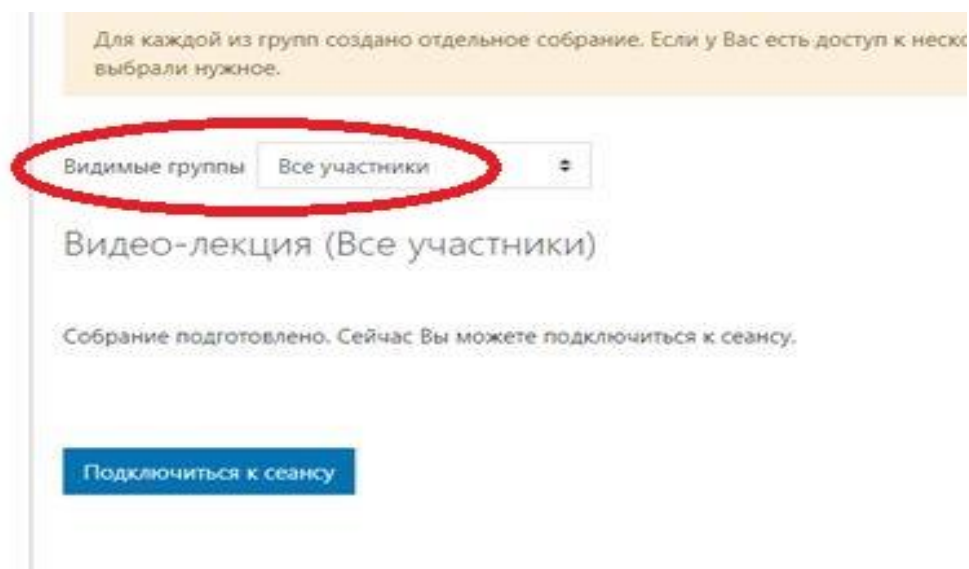 Для каждой из групп создано отдельное собрание. Если у Вас есть доступ к
выбрали нужное.
Видимые группы Все участники
Видео-лекция (Все участники)
Собрание подготовлено. Сейчас Вы можете подключиться к сеансу.
Подключиться к сеансу